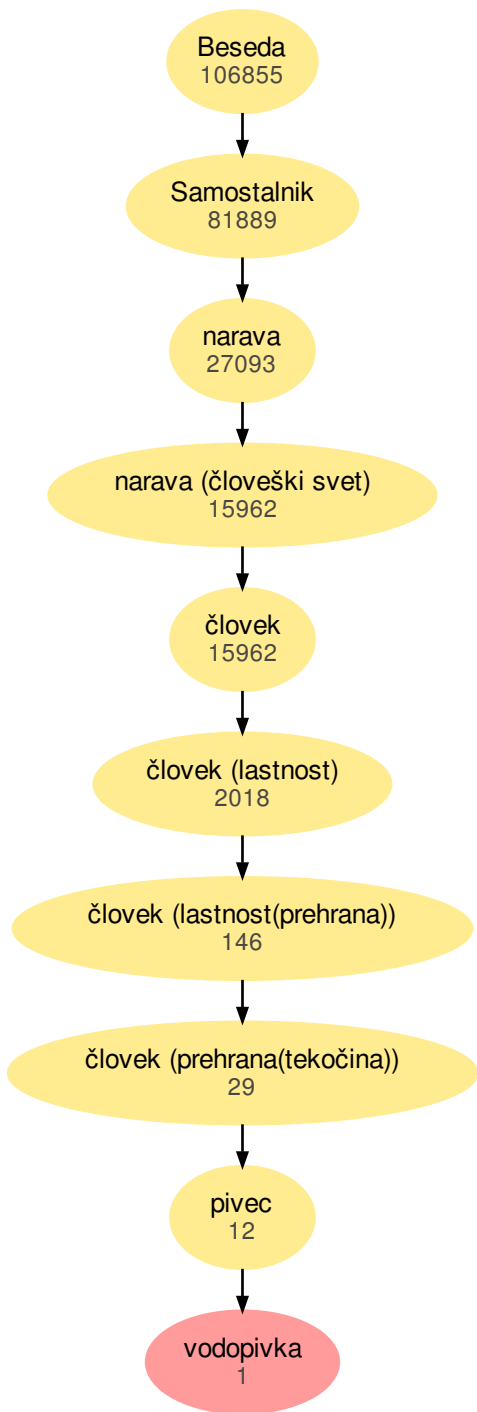 Beseda
106855
Samostalnik
81889
narava
27093
narava (človeški svet)
15962
človek
15962
človek (lastnost)
2018
človek (lastnost(prehrana))
146
človek (prehrana(tekočina))
29
pivec
12
vodopivka
1